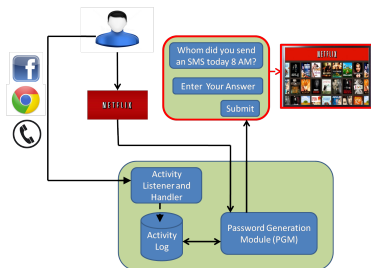 Whom did you send
an SMS today 8 AM?
Enter Your Answer
Submit
NETFLIX
NETFLIX
Activity
Listener and
Handler
Activity
Log
Password Generation
Module (PGM)